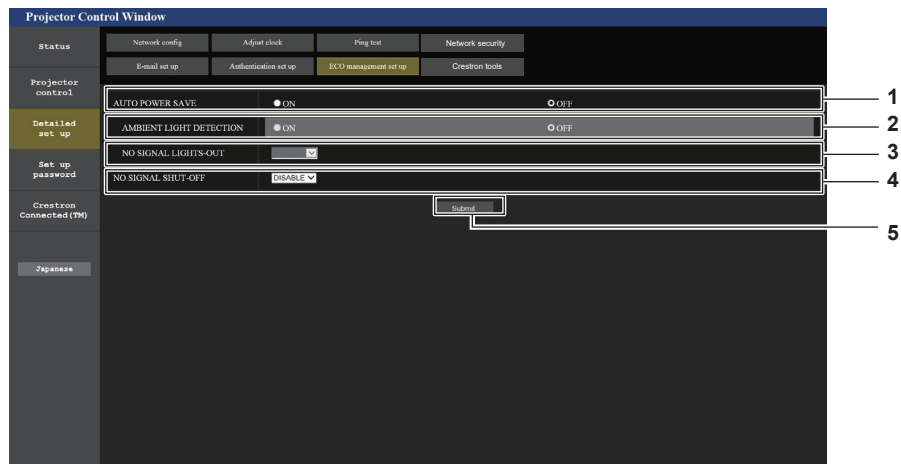 Projector Control Window
Status
Network config
Adjust clock
Ping test
Network security
E-mail set up
Authentication set up
ECO management set up
Crestron tools
Projector
control
Detailed
set up
Set up
password
Crestron
Connected(TM)
Japanese
AUTO POWER SAVE
ON
OFF
1
AMBIENT LIGHT DETECTION
ON
OFF
2
NO SIGNAL LIGHTS-OUT
3
NO SIGNAL SHUT-OFF
DISABLE
4
Submit
5